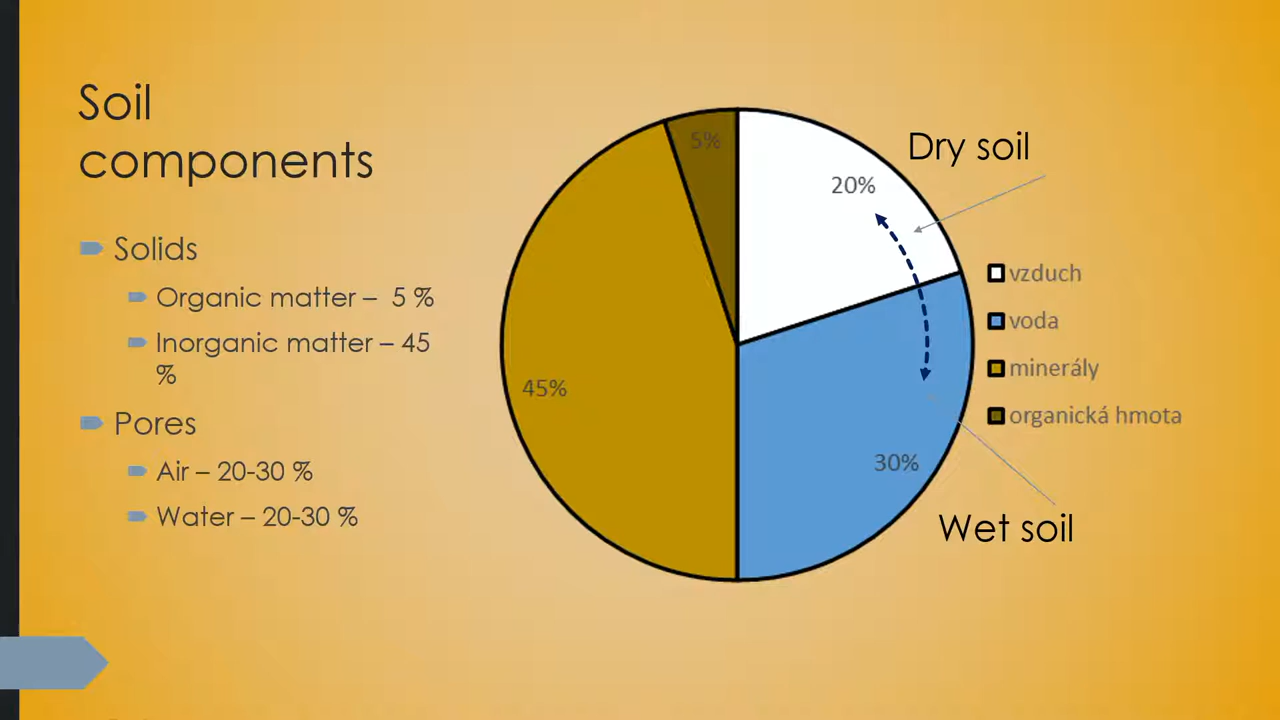 Soil
components
Solids
Organic matter – 5 %
Inorganic matter – 45
%
Pores
Air – 20-30 %
Water – 20-30 %
5%
20%
45%
30%
Dry soil
vzduch
voda
minerály
organická hmota
Wet soil